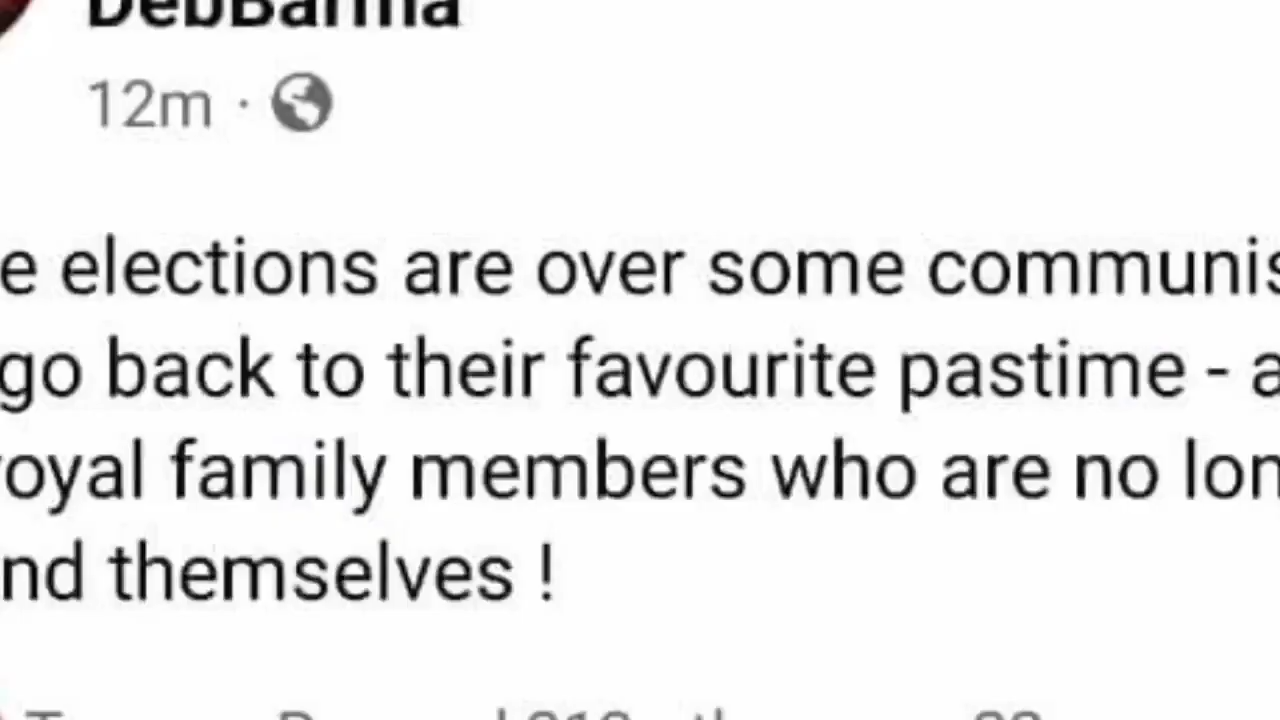 DebBarma
12m ·
e elections are over some communis
go back to their favourite pastime - a
royal family members who are no lon
nd themselves !